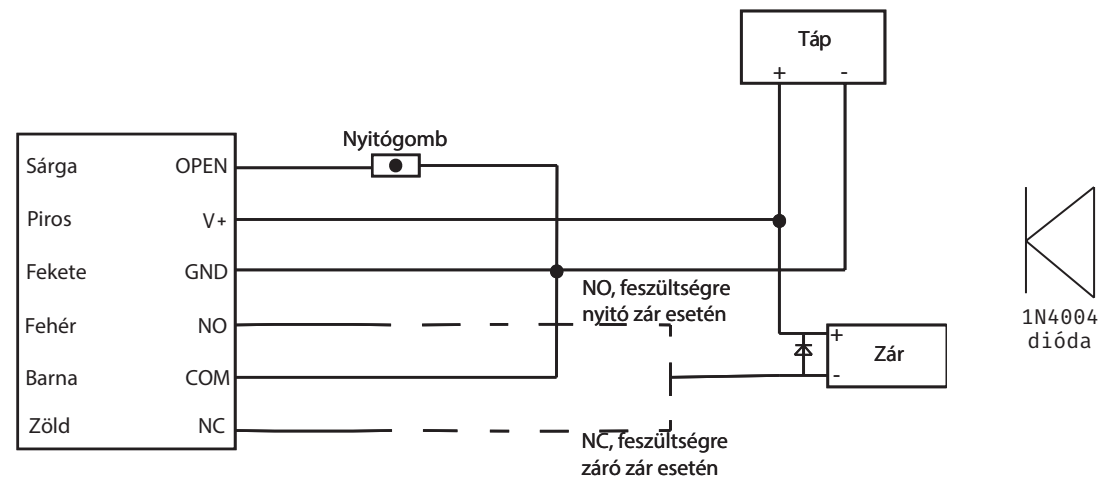 Táp
+ -
Nyitógomb
Sárga OPEN
Piros V+
Fekete GND
NO, feszültségre
nyitó zár esetén
Fehér NO
1N4004
dióda
+
Zár
-
Barna COM
Zöld NC
NC, feszültségre
záró zár esetén